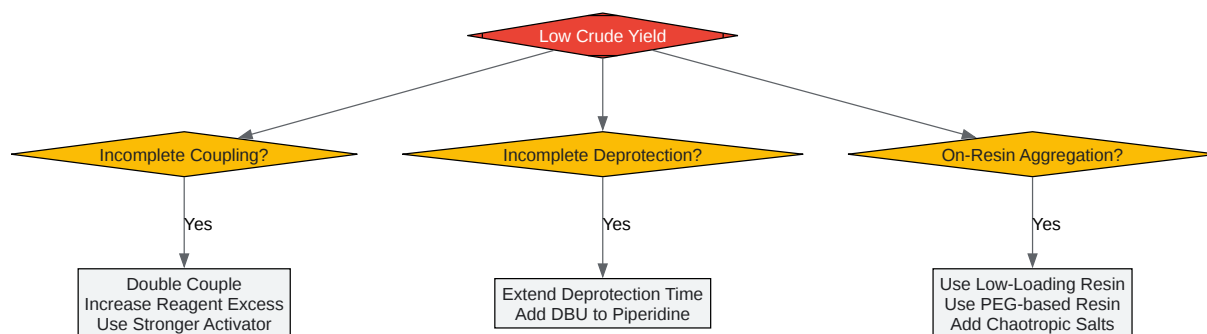 Low Crude Yield
Incomplete Coupling?
Incomplete Deprotection?
On-Resin Aggregation?
Yes
Yes
Yes
Double Couple
Increase Reagent Excess
Use Stronger Activator
Extend Deprotection Time
Add DBU to Piperidine
Use Low-Loading Resin
Use PEG-based Resin
Add Chaotropic Salts